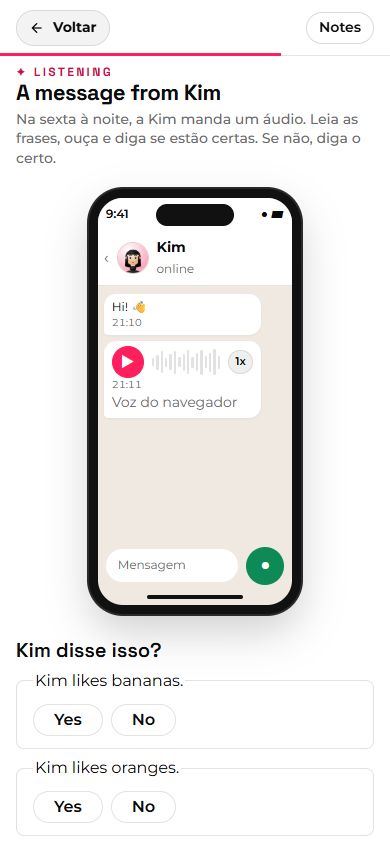 ← Voltar
Notes
✦ LISTENING
A message from Kim
Na sexta à noite, a Kim manda um áudio. Leia as
frases, ouça e diga se estão certas. Se não, diga o
certo.
9:41
Kim
online
Hi! 👋
21:10
1x
21:11
Voz do navegador
Mensagem
Kim disse isso?
Kim likes bananas.
Yes No
Kim likes oranges.
Yes No